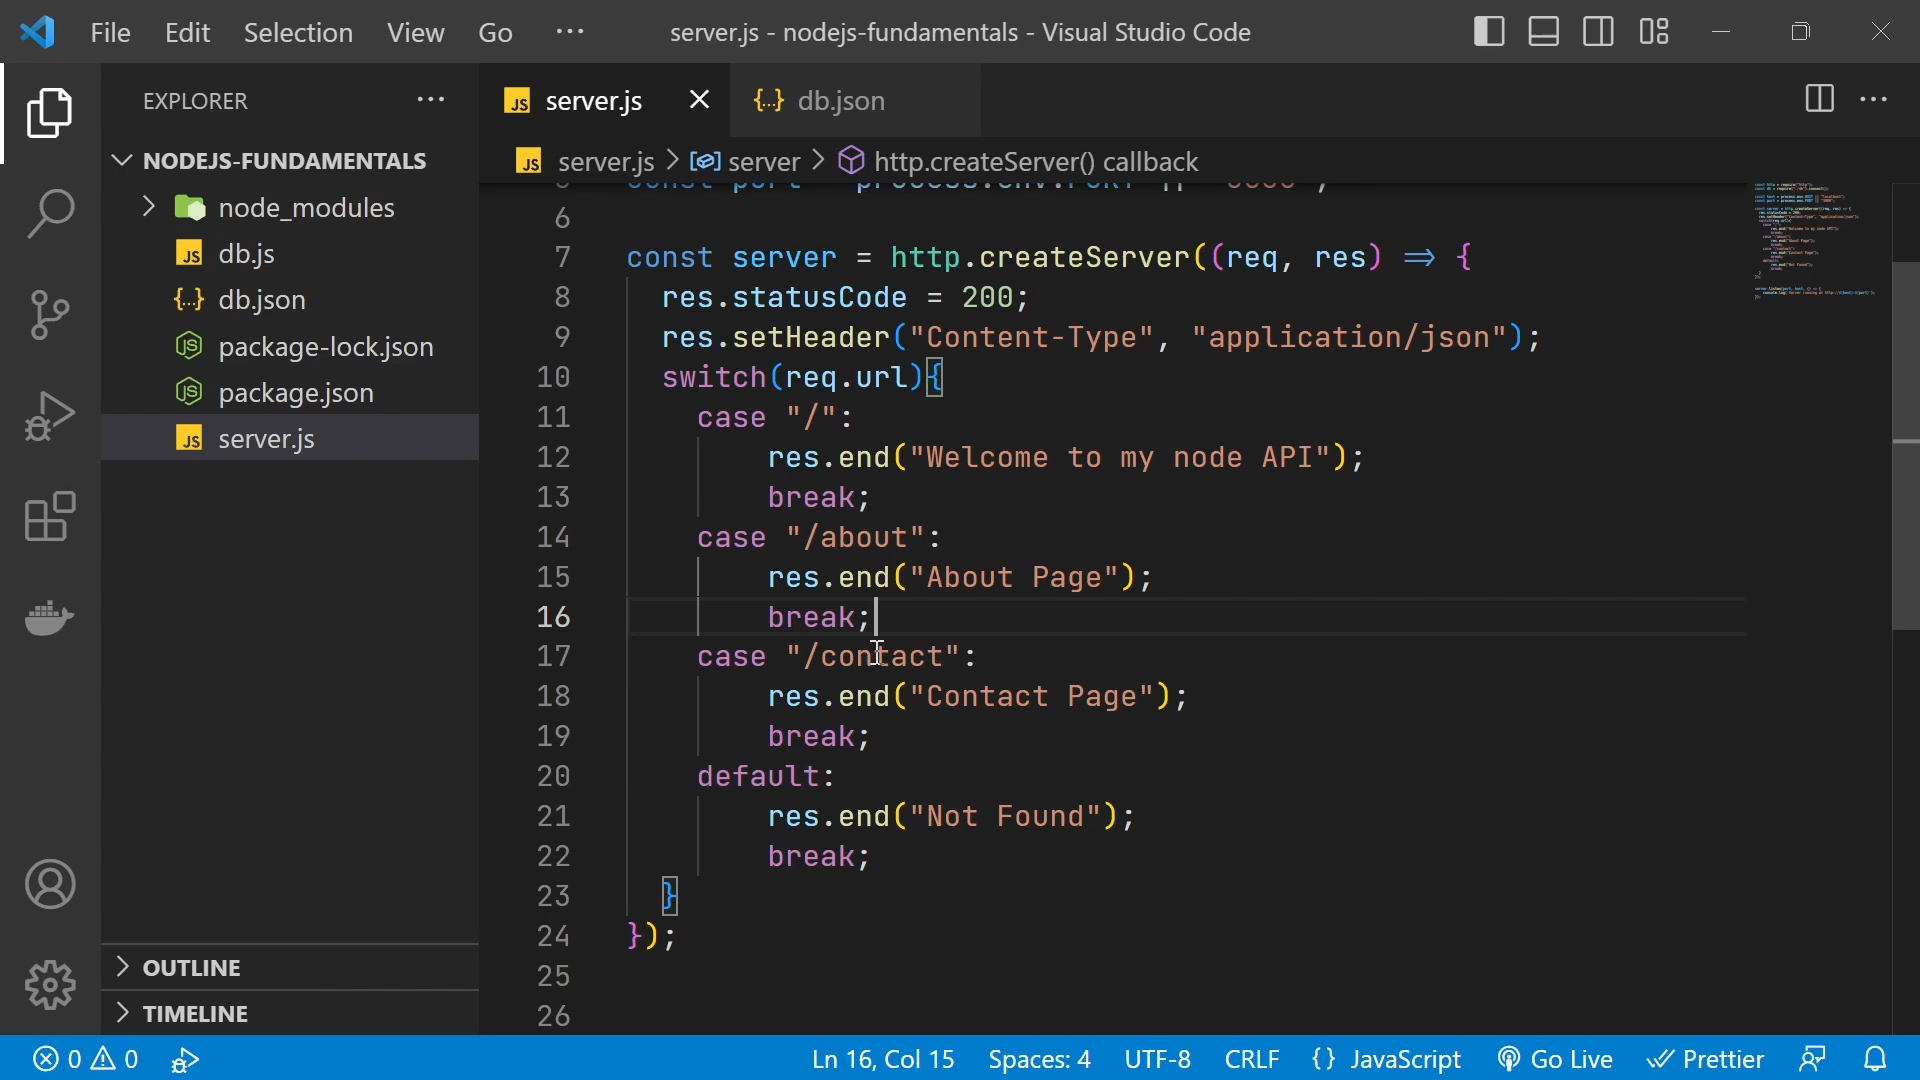 File Edit Selection View Go ··· server.js - nodejs-fundamentals - Visual Studio Code
EXPLORER ···
JS server.js × {..} db.json ···
NODEJS-FUNDAMENTALS
JS server.js > server > http.createServer() callback
node_modules
JS db.js
{..} db.json
package-lock.json
package.json
JS server.js
OUTLINE
TIMELINE
6
7 const server = http.createServer((req, res) => {
8 res.statusCode = 200;
9 res.setHeader("Content-Type", "application/json");
10 switch(req.url){
11 case "/":
12 res.end("Welcome to my node API");
13 break;
14 case "/about":
15 res.end("About Page");
16 break;
17 case "/contact":
18 res.end("Contact Page");
19 break;
20 default:
21 res.end("Not Found");
22 break;
23 }
24 });
25
26
0 0 Ln 16, Col 15 Spaces: 4 UTF-8 CRLF {} JavaScript Go Live Prettier